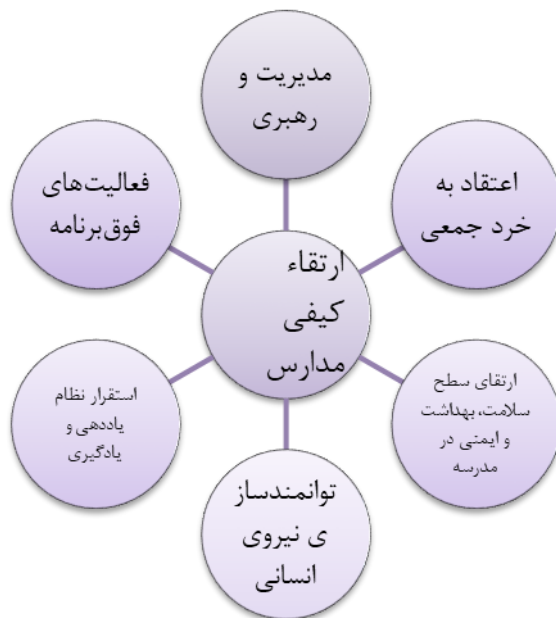 مدیریت و
رهبری
اعتقاد به
خرد جمعی
ارتقای سطح
سلامت، بهداشت
و ایمنی در
مدرسه
توانمندساز
ی نیروی
انسانی
استقرار نظام
یاددهی و
یادگیری
فعالیت‌های
فوق‌برنامه
ارتقاء
کیفی
مدارس